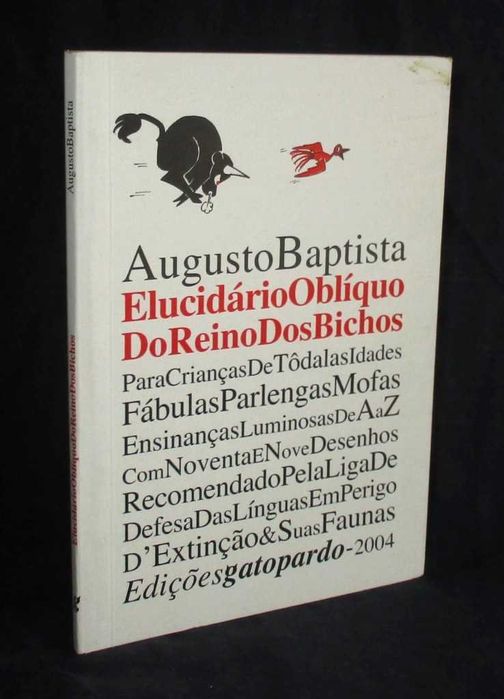 AugustoBaptista
ElucidárioOblíquoDoReinoDosBichos
AugustoBaptista
ElucidárioOblíquo
DoReinoDosBichos
ParaCriançasDeTôdalasIdades
FábulasParlengasMofas
EnsinançasLuminosasDeAaZ
ComNoventaENoveDesenhos
RecomendadoPelaLigaDe
DefesaDasLínguasEmPerigo
D'Extinção&SuasFaunas
Ediçõesgatopardo-2004